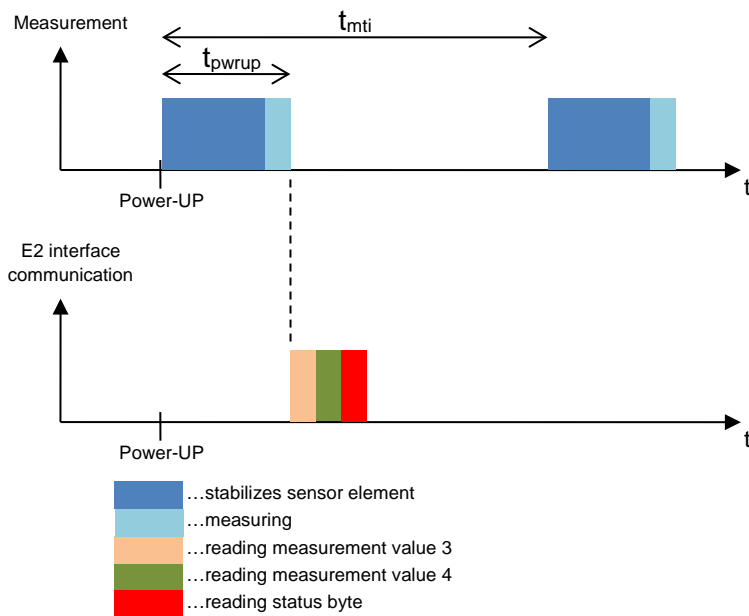 Measurement
tmti
tpwrup
Power-UP
t
E2 interface
communication
Power-UP
t
...stabilizes sensor element
...measuring
...reading measurement value 3
...reading measurement value 4
...reading status byte